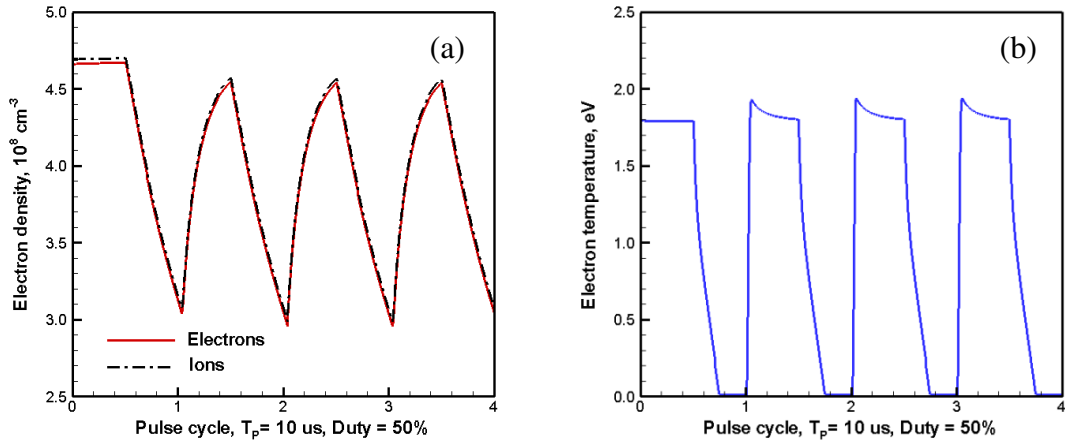 (a)
5.0
4.5
4.0
3.5
3.0
2.5
Electron density, 10⁸ cm⁻³
Electrons
Ions
0 1 2 3 4
Pulse cycle, T_P= 10 us, Duty = 50%
(b)
2.5
2.0
1.5
1.0
0.5
0.0
Electron temperature, eV
0 1 2 3 4
Pulse cycle, T_P= 10 us, Duty = 50%